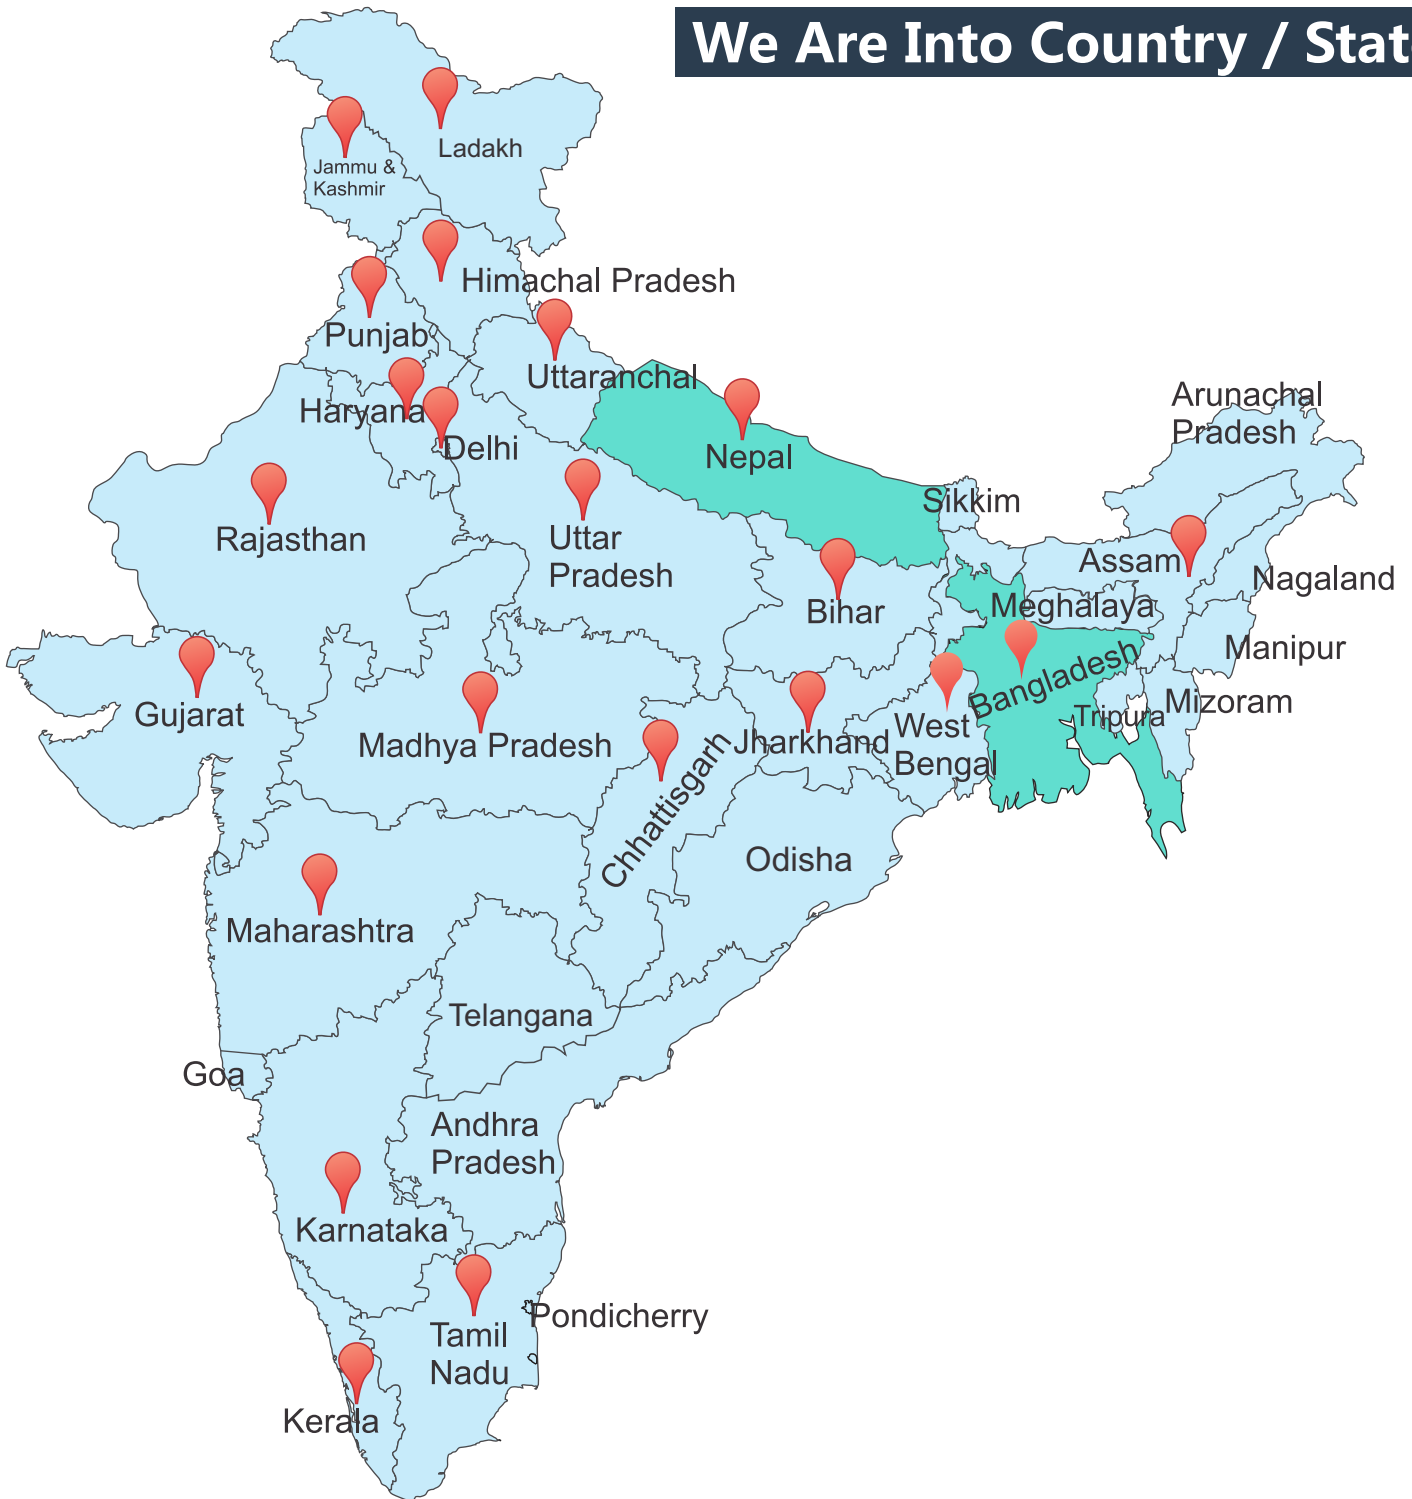 We Are Into Country / Stat
Ladakh
Jammu &
Kashmir
Himachal Pradesh
Punjab
Uttaranchal
Haryana
Delhi
Nepal
Arunachal
Pradesh
Sikkim
Rajasthan
Uttar
Pradesh
Assam
Nagaland
Bihar
Meghalaya
Manipur
Bangladesh
Mizoram
Tripura
Gujarat
Madhya Pradesh
Jharkhand
West
Bengal
Chhattisgarh
Odisha
Maharashtra
Telangana
Goa
Andhra
Pradesh
Karnataka
Pondicherry
Tamil
Nadu
Kerala